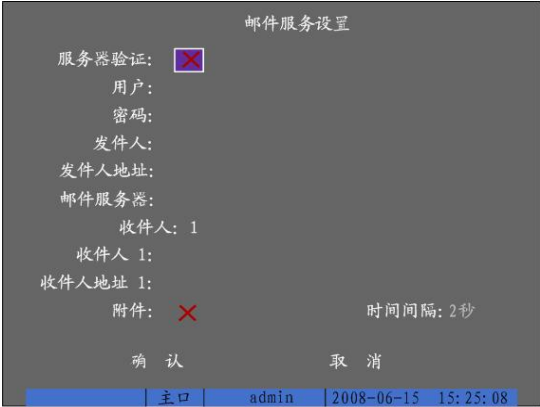 邮件服务设置
服务器验证:
用户:
密码:
发件人:
发件人地址:
邮件服务器:
收件人: 1
收件人 1:
收件人地址 1:
附件: 时间间隔: 2秒
确 认 取 消
主口 admin 2008-06-15 15:25:08